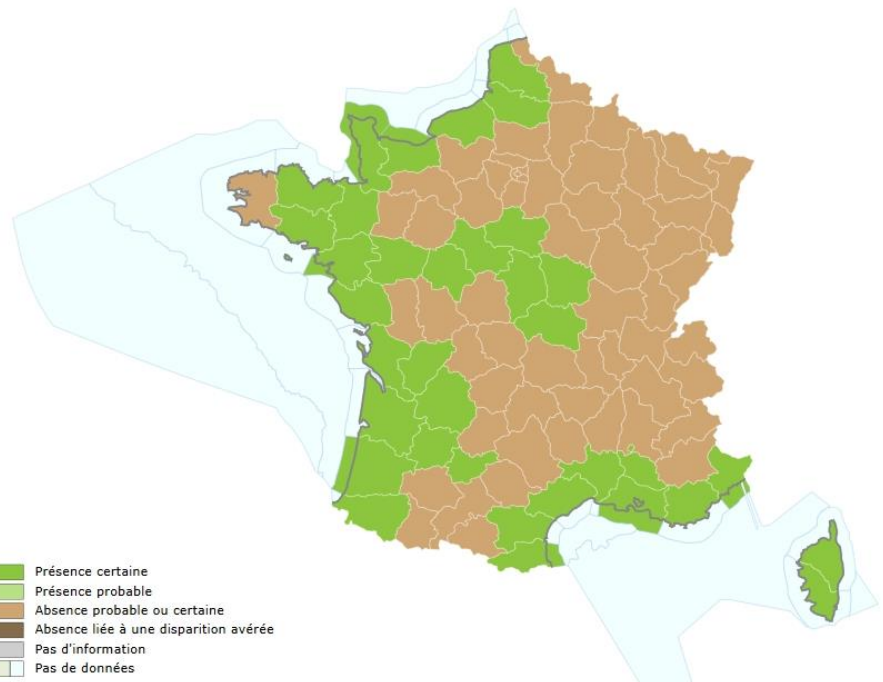 Présence certaine
Présence probable
Absence probable ou certaine
Absence liée à une disparition avérée
Pas d'information
Pas de données